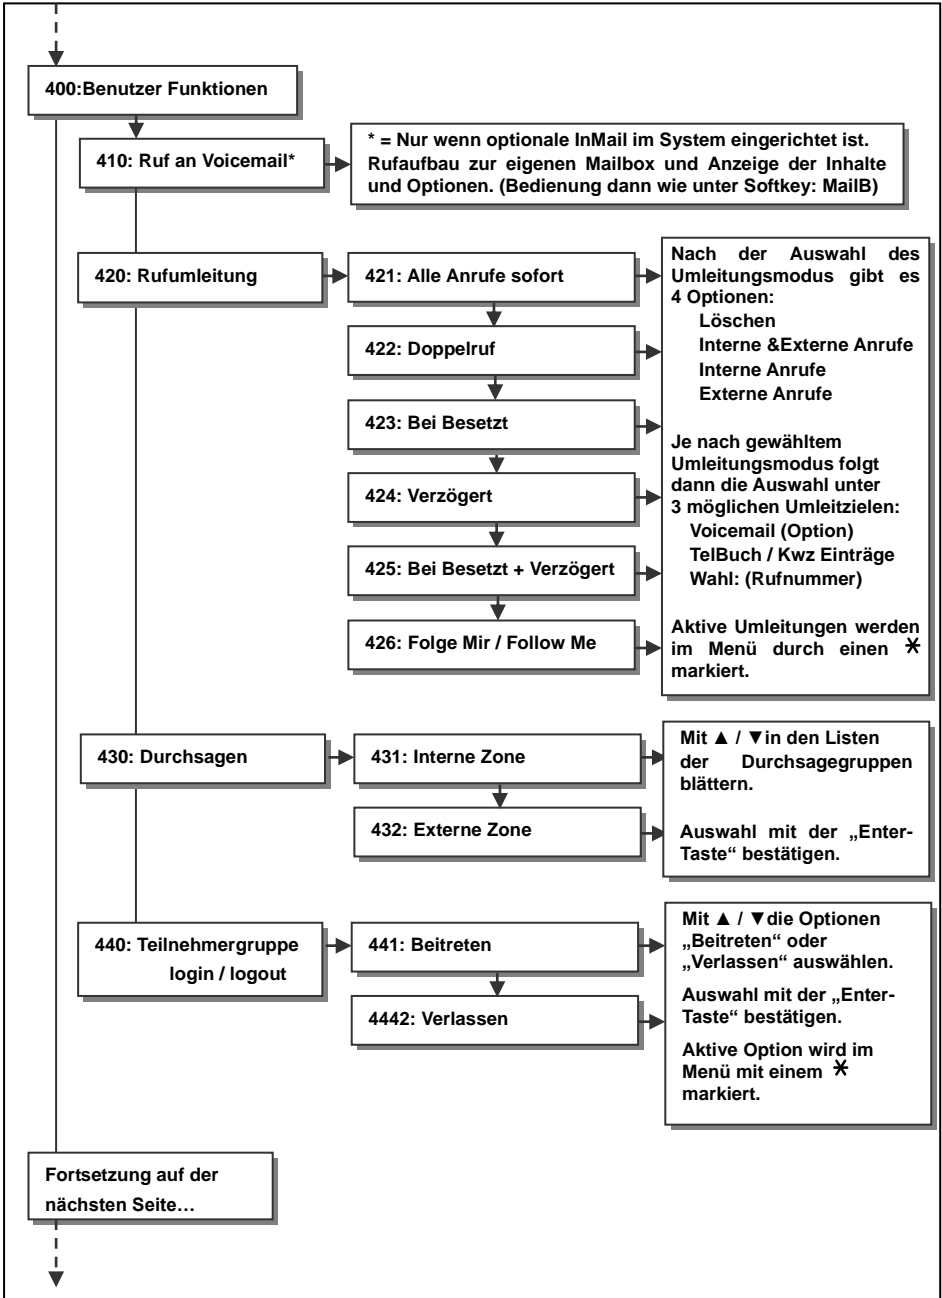 400:Benutzer Funktionen
410: Ruf an Voicemail*
* = Nur wenn optionale InMail im System eingerichtet ist.
Rufaufbau zur eigenen Mailbox und Anzeige der Inhalte
und Optionen. (Bedienung dann wie unter Softkey: MailB)
420: Rufumleitung
421: Alle Anrufe sofort
422: Doppelruf
423: Bei Besetzt
424: Verzögert
425: Bei Besetzt + Verzögert
426: Folge Mir / Follow Me
Nach der Auswahl des
Umleitungsmodus gibt es
4 Optionen:
Löschen
Interne &Externe Anrufe
Interne Anrufe
Externe Anrufe
Je nach gewähltem
Umleitungsmodus folgt
dann die Auswahl unter
3 möglichen Umleitzielen:
Voicemail (Option)
TelBuch / Kwz Einträge
Wahl: (Rufnummer)
Aktive Umleitungen werden
im Menü durch einen *
markiert.
430: Durchsagen
431: Interne Zone
432: Externe Zone
Mit ▲ / ▼in den Listen
der Durchsagegruppen
blättern.
Auswahl mit der „Enter-
Taste“ bestätigen.
440: Teilnehmergruppe
login / logout
441: Beitreten
4442: Verlassen
Mit ▲ / ▼die Optionen
„Beitreten“ oder
„Verlassen“ auswählen.
Auswahl mit der „Enter-
Taste“ bestätigen.
Aktive Option wird im
Menü mit einem *
markiert.
Fortsetzung auf der
nächsten Seite…